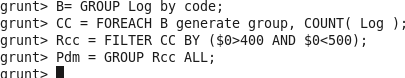 grunt> B= GROUP Log by code;
grunt> CC = FOREACH B generate group, COUNT( Log );
grunt> Rcc = FILTER CC BY ($0>400 AND $0<500);
grunt> Pdm = GROUP Rcc ALL;
grunt>